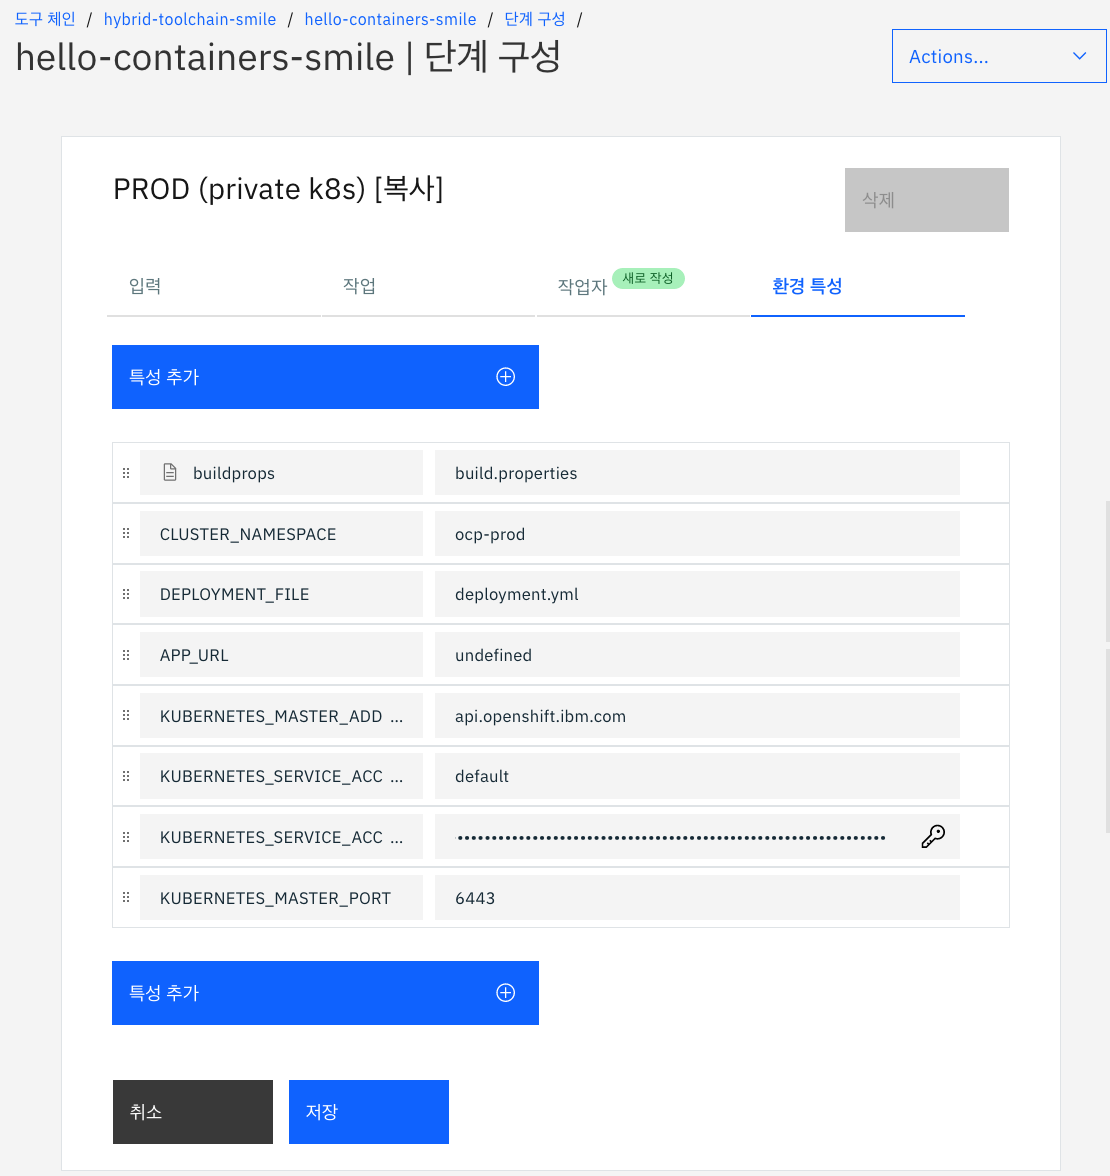 도구 체인 / hybrid-toolchain-smile / hello-containers-smile / 단계 구성 /
hello-containers-smile | 단계 구성
Actions...
PROD (private k8s) [복사]
삭제
입력
작업
작업자 새로 작성
환경 특성
특성 추가
buildprops build.properties
CLUSTER_NAMESPACE ocp-prod
DEPLOYMENT_FILE deployment.yml
APP_URL undefined
KUBERNETES_MASTER_ADD ... api.openshift.ibm.com
KUBERNETES_SERVICE_ACC ... default
KUBERNETES_SERVICE_ACC ...
KUBERNETES_MASTER_PORT 6443
특성 추가
취소
저장